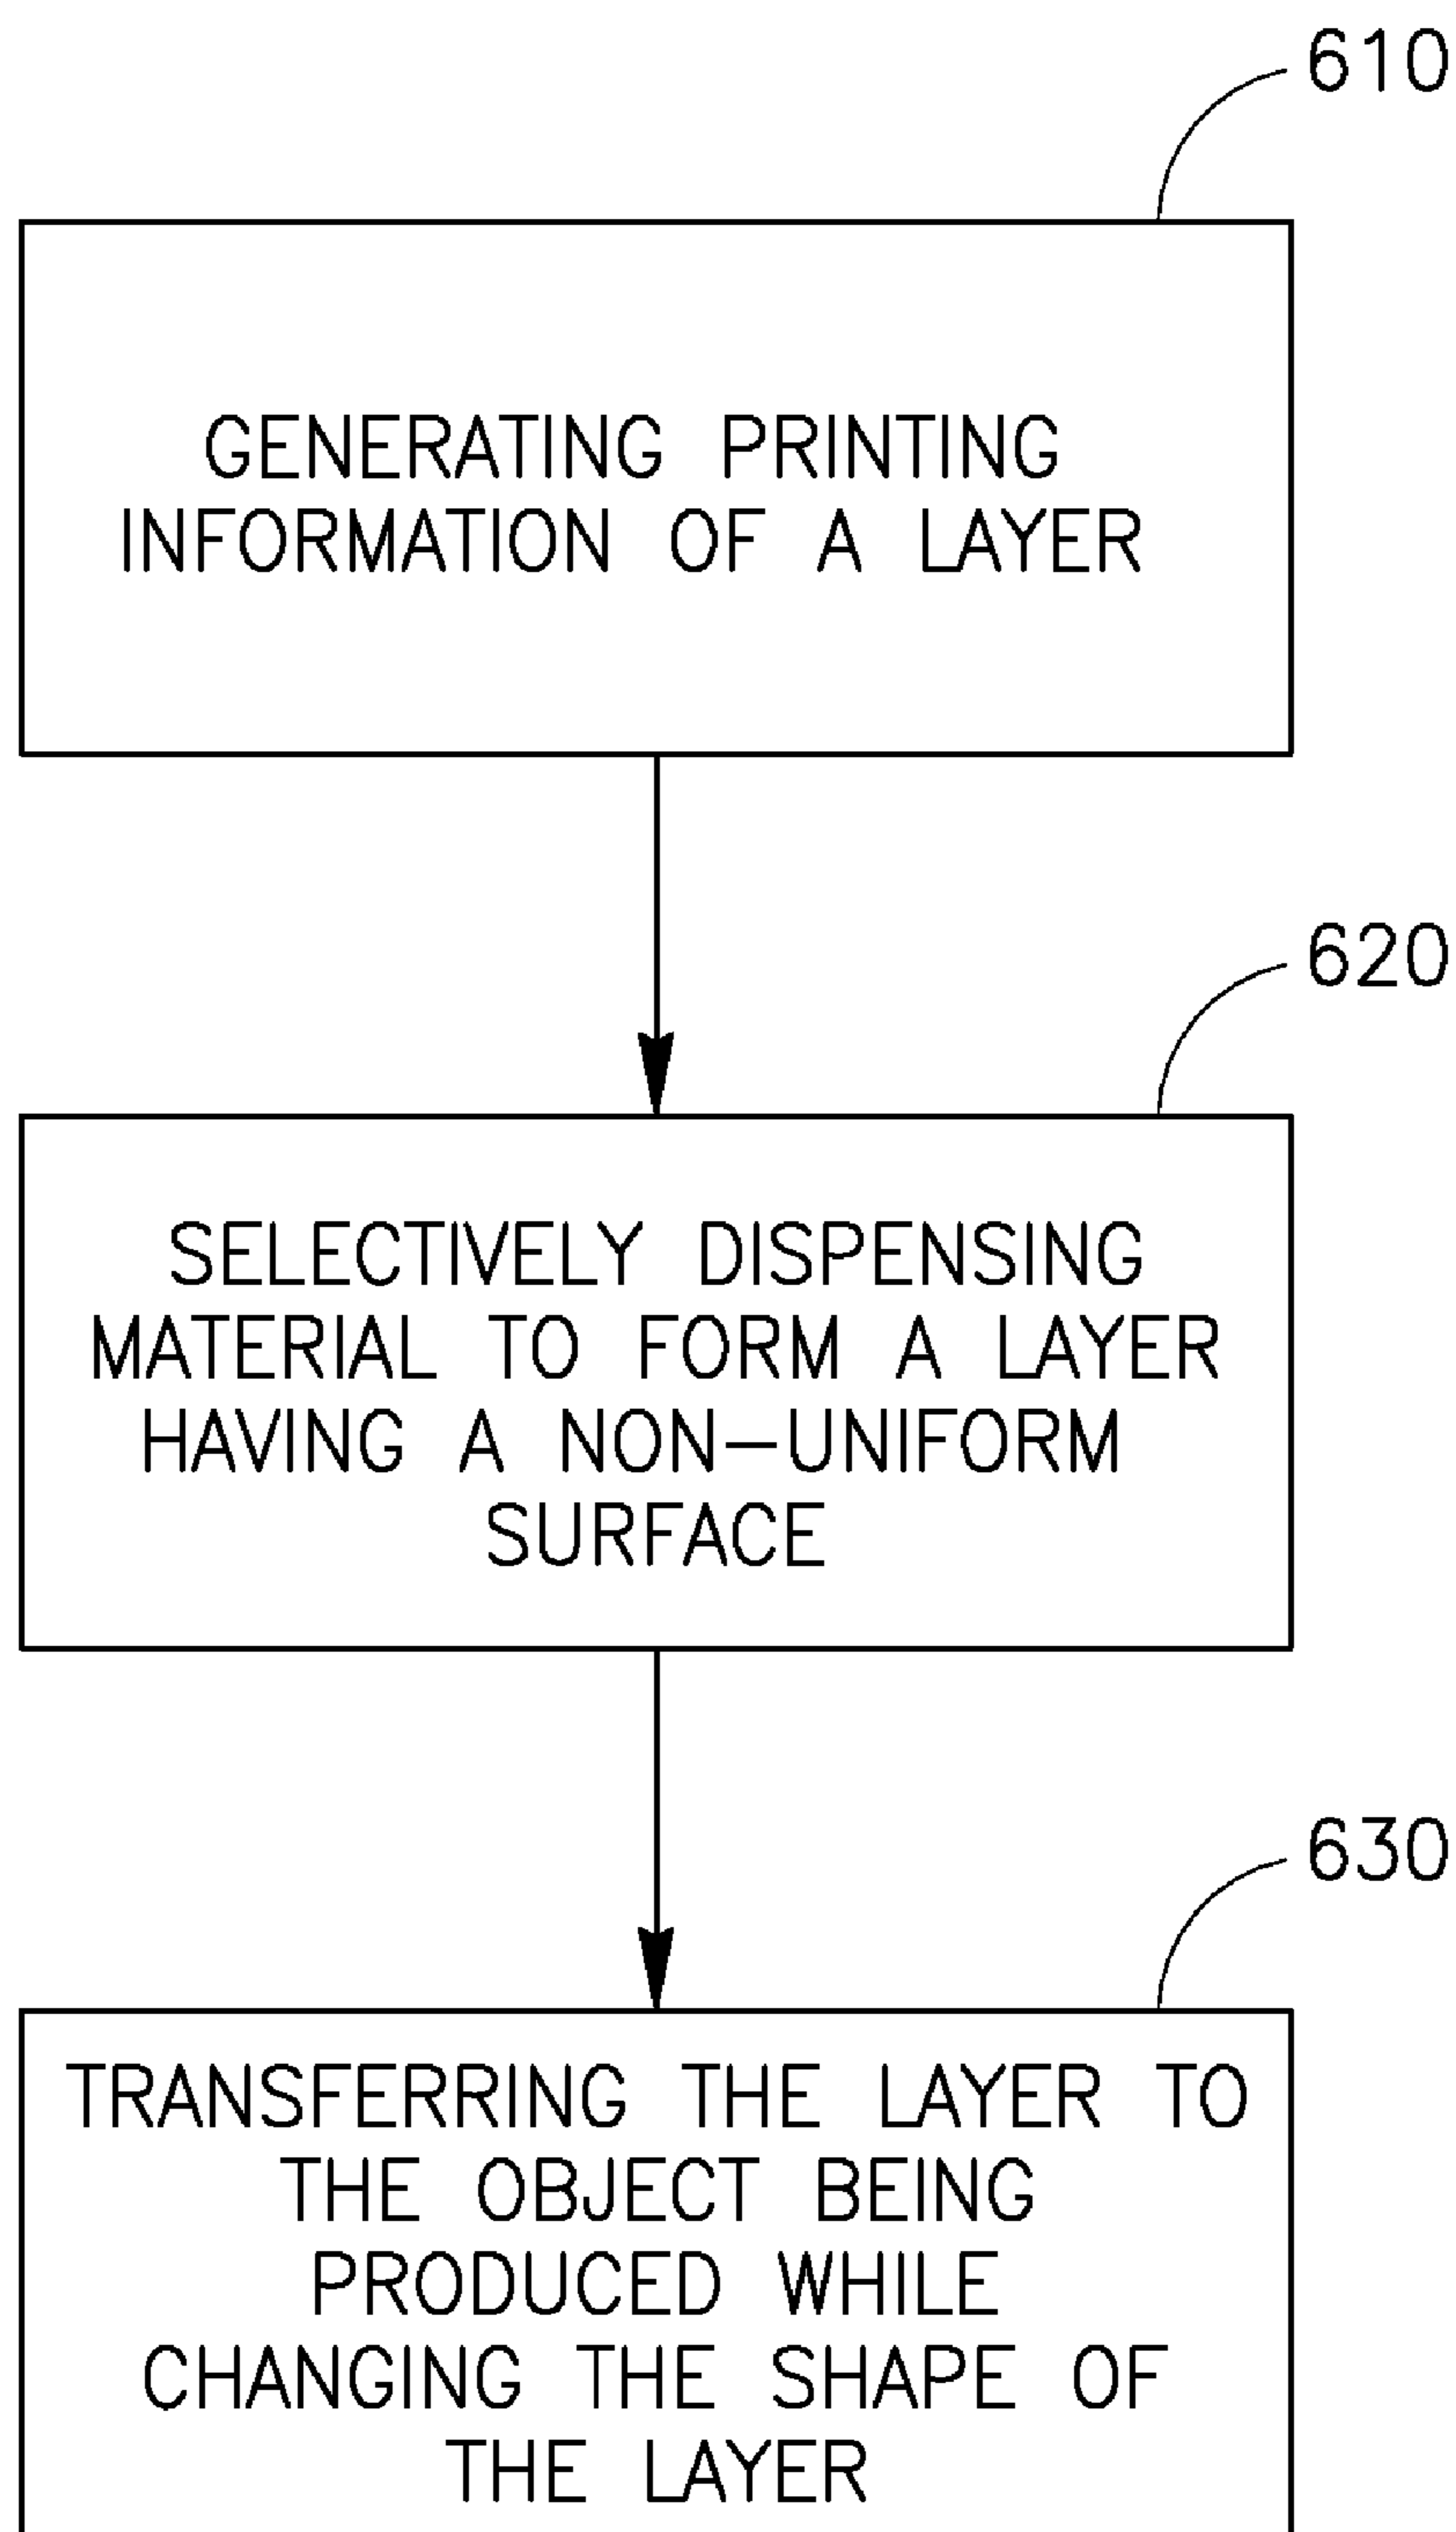 610
GENERATING PRINTING
INFORMATION OF A LAYER
620
SELECTIVELY DISPENSING
MATERIAL TO FORM A LAYER
HAVING A NON-UNIFORM
SURFACE
630
TRANSFERRING THE LAYER TO
THE OBJECT BEING
PRODUCED WHILE
CHANGING THE SHAPE OF
THE LAYER